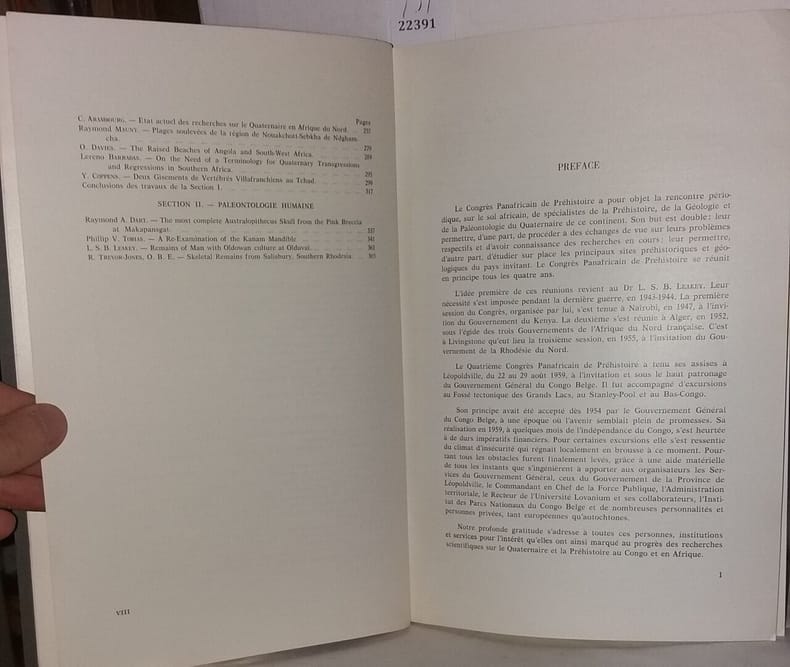 22391
Pages
C. ARAMBOURG. — Etat actuel des recherches sur le Quaternaire en Afrique du Nord.
Raymond MAUNY. — Plages soulevées de la région de Nouakchott-Sebkha de Ndgham-
cha.
O. DAVIES. — The Raised Beaches of Angola and South-West Africa.
Lereno BARRADAS. — On the Need of a Terminology for Quaternary Transgressions
and Regressions in Southern Africa.
Y. COPPENS. — Deux Gisements de Vertébrés Villafranchiens au Tchad.
Conclusions des travaux de la Section I.
SECTION II. — PALEONTOLOGIE HUMAINE
Raymond A. DART. — The most complete Australopithecus Skull from the Pink Breccia
at Makapansgat.
Phillip V. TOBIAS. — A Re-Examination of the Kanam Mandible
L. S. B. LEAKEY. — Remains of Man with Oldowan culture at Olduvai.
R. TREVOR-JONES, O. B. E. — Skeletal Remains from Salisbury, Southern Rhodesia
VIII
PREFACE
Le Congrès Panafricain de Préhistoire a pour objet la rencontre pério-
dique, sur le sol africain, de spécialistes de la Préhistoire, de la Géologie et
de la Paléontologie du Quaternaire de ce continent. Son but est double: leur
permettre, d'une part, de procéder à des échanges de vue sur leurs problèmes
respectifs et d'avoir connaissance des recherches en cours; leur permettre,
d'autre part, d'étudier sur place les principaux sites préhistoriques et géo-
logiques du pays invitant. Le Congrès Panafricain de Préhistoire se réunit
en principe tous les quatre ans.
L'idée première de ces réunions revient au Dr L. S. B. LEAKEY. Leur
nécessité s'est imposée pendant la dernière guerre, en 1943-1944. La première
session du Congrès, organisée par lui, s'est tenue à Naïrobi, en 1947, à l'invi-
tion du Gouvernement du Kenya. La deuxième s'est réunie à Alger, en 1952,
sous l'égide des trois Gouvernements de l'Afrique du Nord française. C'est
à Livingstone qu'eut lieu la troisième session, en 1955, à l'invitation du Gou-
vernement de la Rhodésie du Nord.
Le Quatrième Congrès Panafricain de Préhistoire a tenu ses assises à
Léopoldville, du 22 au 29 août 1959, à l'invitation et sous le haut patronage
du Gouvernement Général du Congo Belge. Il fut accompagné d'excursions
au Fossé tectonique des Grands Lacs, au Stanley-Pool et au Bas-Congo.
Son principe avait été accepté dès 1954 par le Gouvernement Général
du Congo Belge, à une époque où l'avenir semblait plein de promesses. Sa
réalisation en 1959, à quelques mois de l'indépendance du Congo, s'est heurtée
à de durs impératifs financiers. Pour certaines excursions elle s'est ressentie
du climat d'insécurité qui régnait localement en brousse à ce moment. Pour-
tant tous les obstacles furent finalement levés, grâce à une aide matérielle
de tous les instants que s'ingénièrent à apporter aux organisateurs les Ser-
vices du Gouvernement Général, ceux du Gouvernement de la Province de
Léopoldville, le Commandant en Chef de la Force Publique, l'Administration
territoriale, le Recteur de l'Université Lovanium et ses collaborateurs, l'Insti-
tut des Parcs Nationaux du Congo Belge et de nombreuses personnalités et
personnes privées, tant européennes qu'autochtones.
Notre profonde gratitude s'adresse à toutes ces personnes, institutions
et services pour l'intérêt qu'elles ont ainsi marqué au progrès des recherches
scientifiques sur le Quaternaire et la Préhistoire au Congo et en Afrique.
1